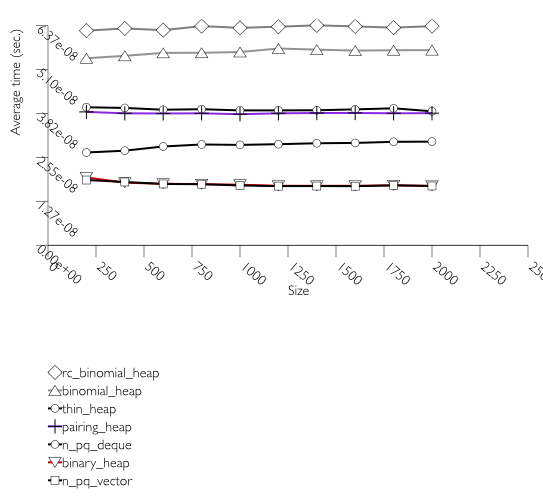 Average time (sec.)
6.37e-08
5.10e-08
3.82e-08
2.55e-08
1.27e-08
0.00e+00
0
250
500
750
1000
1250
1500
1750
2000
2250
Size
rc_binomial_heap
binomial_heap
thin_heap
pairing_heap
n_pq_deque
binary_heap
n_pq_vector